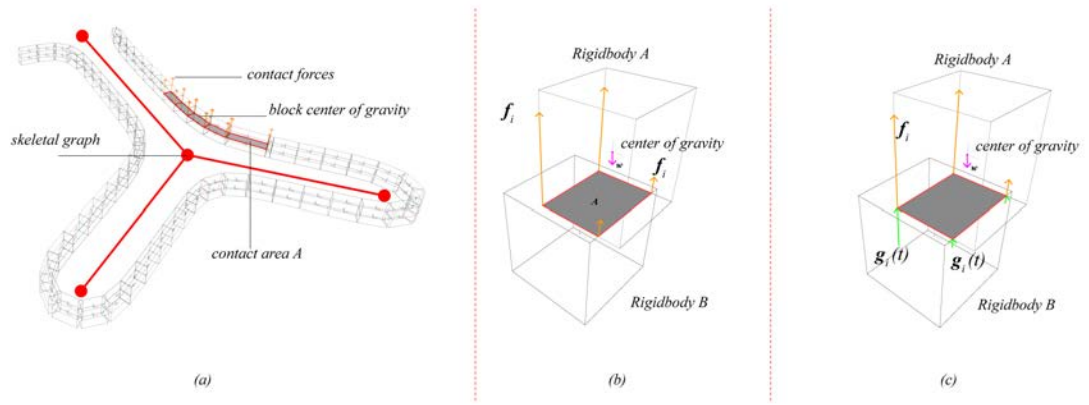 contact forces
block center of gravity
skeletal graph
contact area A
(a)
Rigidbody A
f i
center of gravity
w
f i
A
Rigidbody B
(b)
Rigidbody A
f i
center of gravity
w
g i (t)
g i (t)
Rigidbody B
(c)